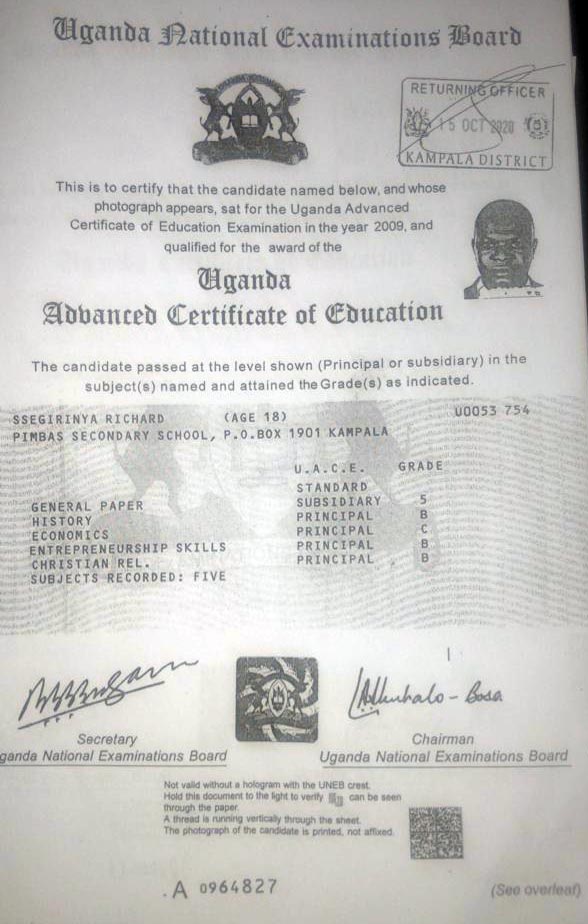 Uganda National Examinations Board
RETURNING OFFICER
15 OCT 2020
KAMPALA DISTRICT
This is to certify that the candidate named below, and whose
photograph appears, sat for the Uganda Advanced
Certificate of Education Examination in the year 2009, and
qualified for the award of the
Uganda
Advanced Certificate of Education
The candidate passed at the level shown (Principal or subsidiary) in the
subject(s) named and attained the Grade(s) as indicated.
SSEGIRINYA RICHARD (AGE 18) U0053 754
PIMBAS SECONDARY SCHOOL, P.O.BOX 1901 KAMPALA
U.A.C.E. GRADE
STANDARD
GENERAL PAPER SUBSIDIARY 5
HISTORY PRINCIPAL B
ECONOMICS PRINCIPAL C
ENTREPRENEURSHIP SKILLS PRINCIPAL B
CHRISTIAN REL. PRINCIPAL B
SUBJECTS RECORDED: FIVE
Secretary
ganda National Examinations Board
Chairman
Uganda National Examinations Board
Not valid without a hologram with the UNEB crest.
Hold this document to the light to verify can be seen
through the paper.
A thread is running vertically through the sheet.
The photograph of the candidate is printed, not affixed.
.A 0964827
(See overleaf)